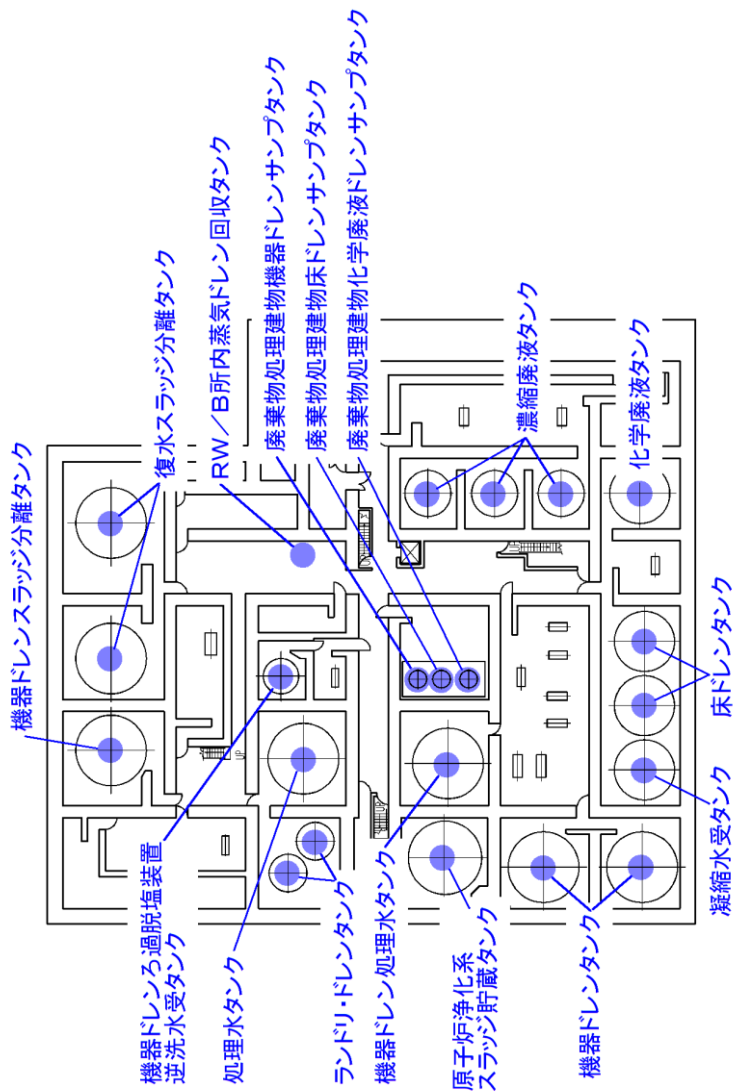 機器ドレンスラッジ分離タンク
復水スラッジ分離タンク
RW／B所内蒸気ドレン回収タンク
廃棄物処理建物機器ドレンサンプタンク
廃棄物処理建物床ドレンサンプタンク
廃棄物処理建物化学廃液ドレンサンプタンク
濃縮廃液タンク
化学廃液タンク
機器ドレンろ過脱塩装置
逆洗水受タンク
処理水タンク
ランドリ・ドレンタンク
機器ドレン処理水タンク
原子炉浄化系
スラッジ貯蔵タンク
機器ドレンタンク
凝縮水受タンク
床ドレンタンク
UP
UP